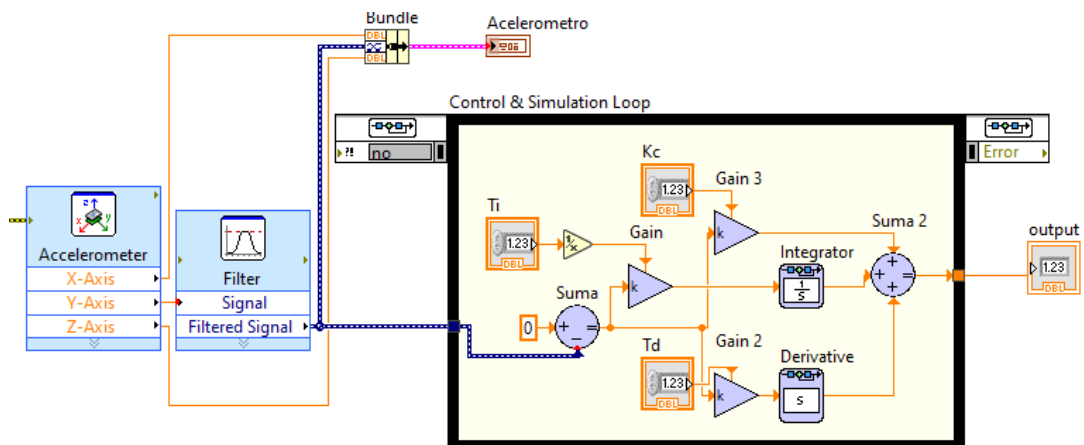 Bundle
Acelerometro
DBL
DBL
DBL
Control & Simulation Loop
?! no
Error
Accelerometer
X-Axis
Y-Axis
Z-Axis
Filter
Signal
Filtered Signal
Kc
1.23
DBL
Gain 3
k
Ti
1.23
DBL
1/x
Gain
k
Suma
0
+
−
=
Integrator
1/s
Suma 2
+
+
+
=
output
1.23
DBL
Td
1.23
DBL
Gain 2
k
Derivative
s
z
x
y